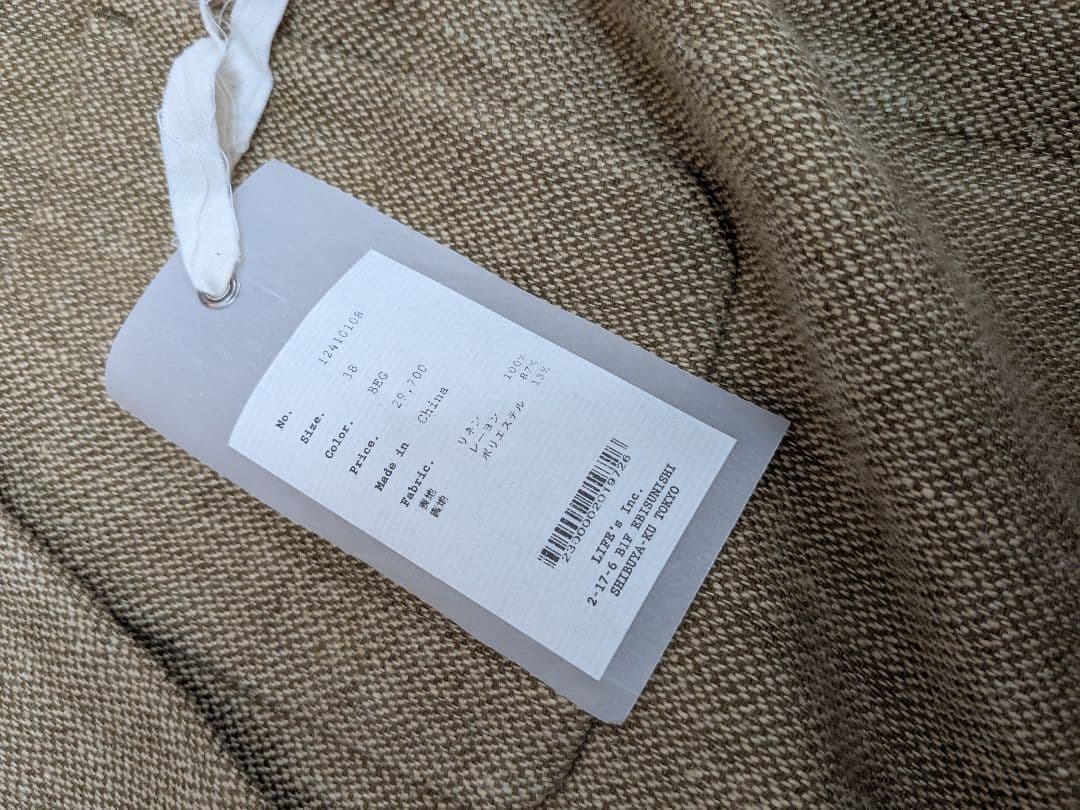 No. 12410108
Size. 38
Color. BEG
Price. 29,700
Made in China
Fabric.
表地 リネン 100%
裏地 レーヨン 87%
ポリエステル 13%
2300002019726
LIFE's Inc.
2-17-6 B1F EBISUNISHI
SHIBUYA-KU TOKYO